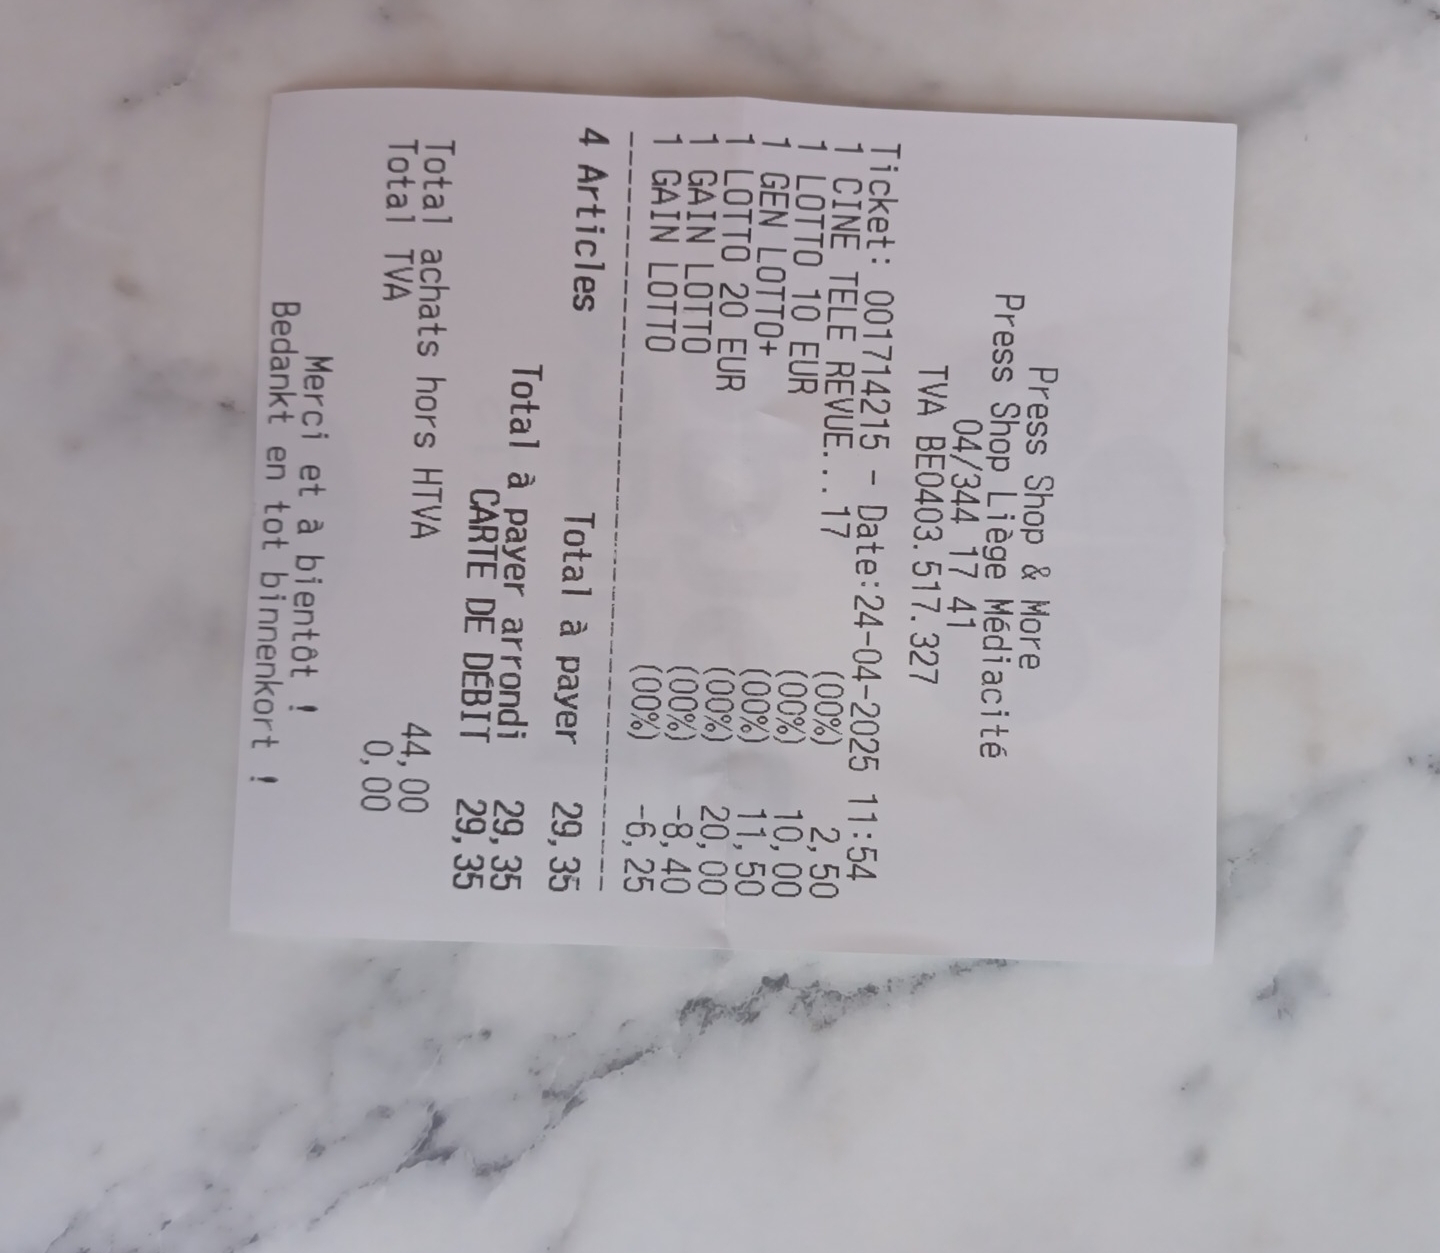 Press Shop & More
Press Shop Liège Médiacité
04/344 17 41
TVA BE0403.517.327
Ticket: 001714215 - Date:24-04-2025 11:54
1 CINE TELE REVUE...17 (00%) 2,50
1 LOTTO 10 EUR (00%) 10,00
1 GEN LOTTO+ (00%) 11,50
1 LOTTO 20 EUR (00%) 20,00
1 GAIN LOTTO (00%) -8,40
1 GAIN LOTTO (00%) -6,25
4 Articles Total à payer 29,35
Total à payer arrondi 29,35
CARTE DE DÉBIT 29,35
Total achats hors HTVA 44,00
Total TVA 0,00
Merci et à bientôt !
Bedankt en tot binnenkort !